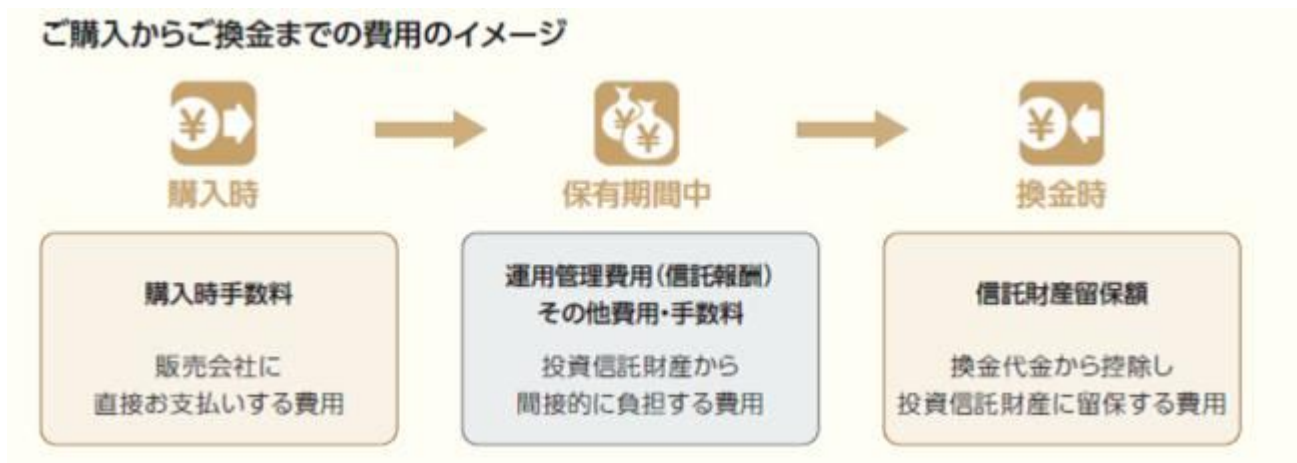 ご購入からご換金までの費用のイメージ
¥
¥
¥
¥
購入時
保有期間中
換金時
購入時手数料
販売会社に
直接お支払いする費用
運用管理費用(信託報酬)
その他費用・手数料
投資信託財産から
間接的に負担する費用
信託財産留保額
換金代金から控除し
投資信託財産に留保する費用